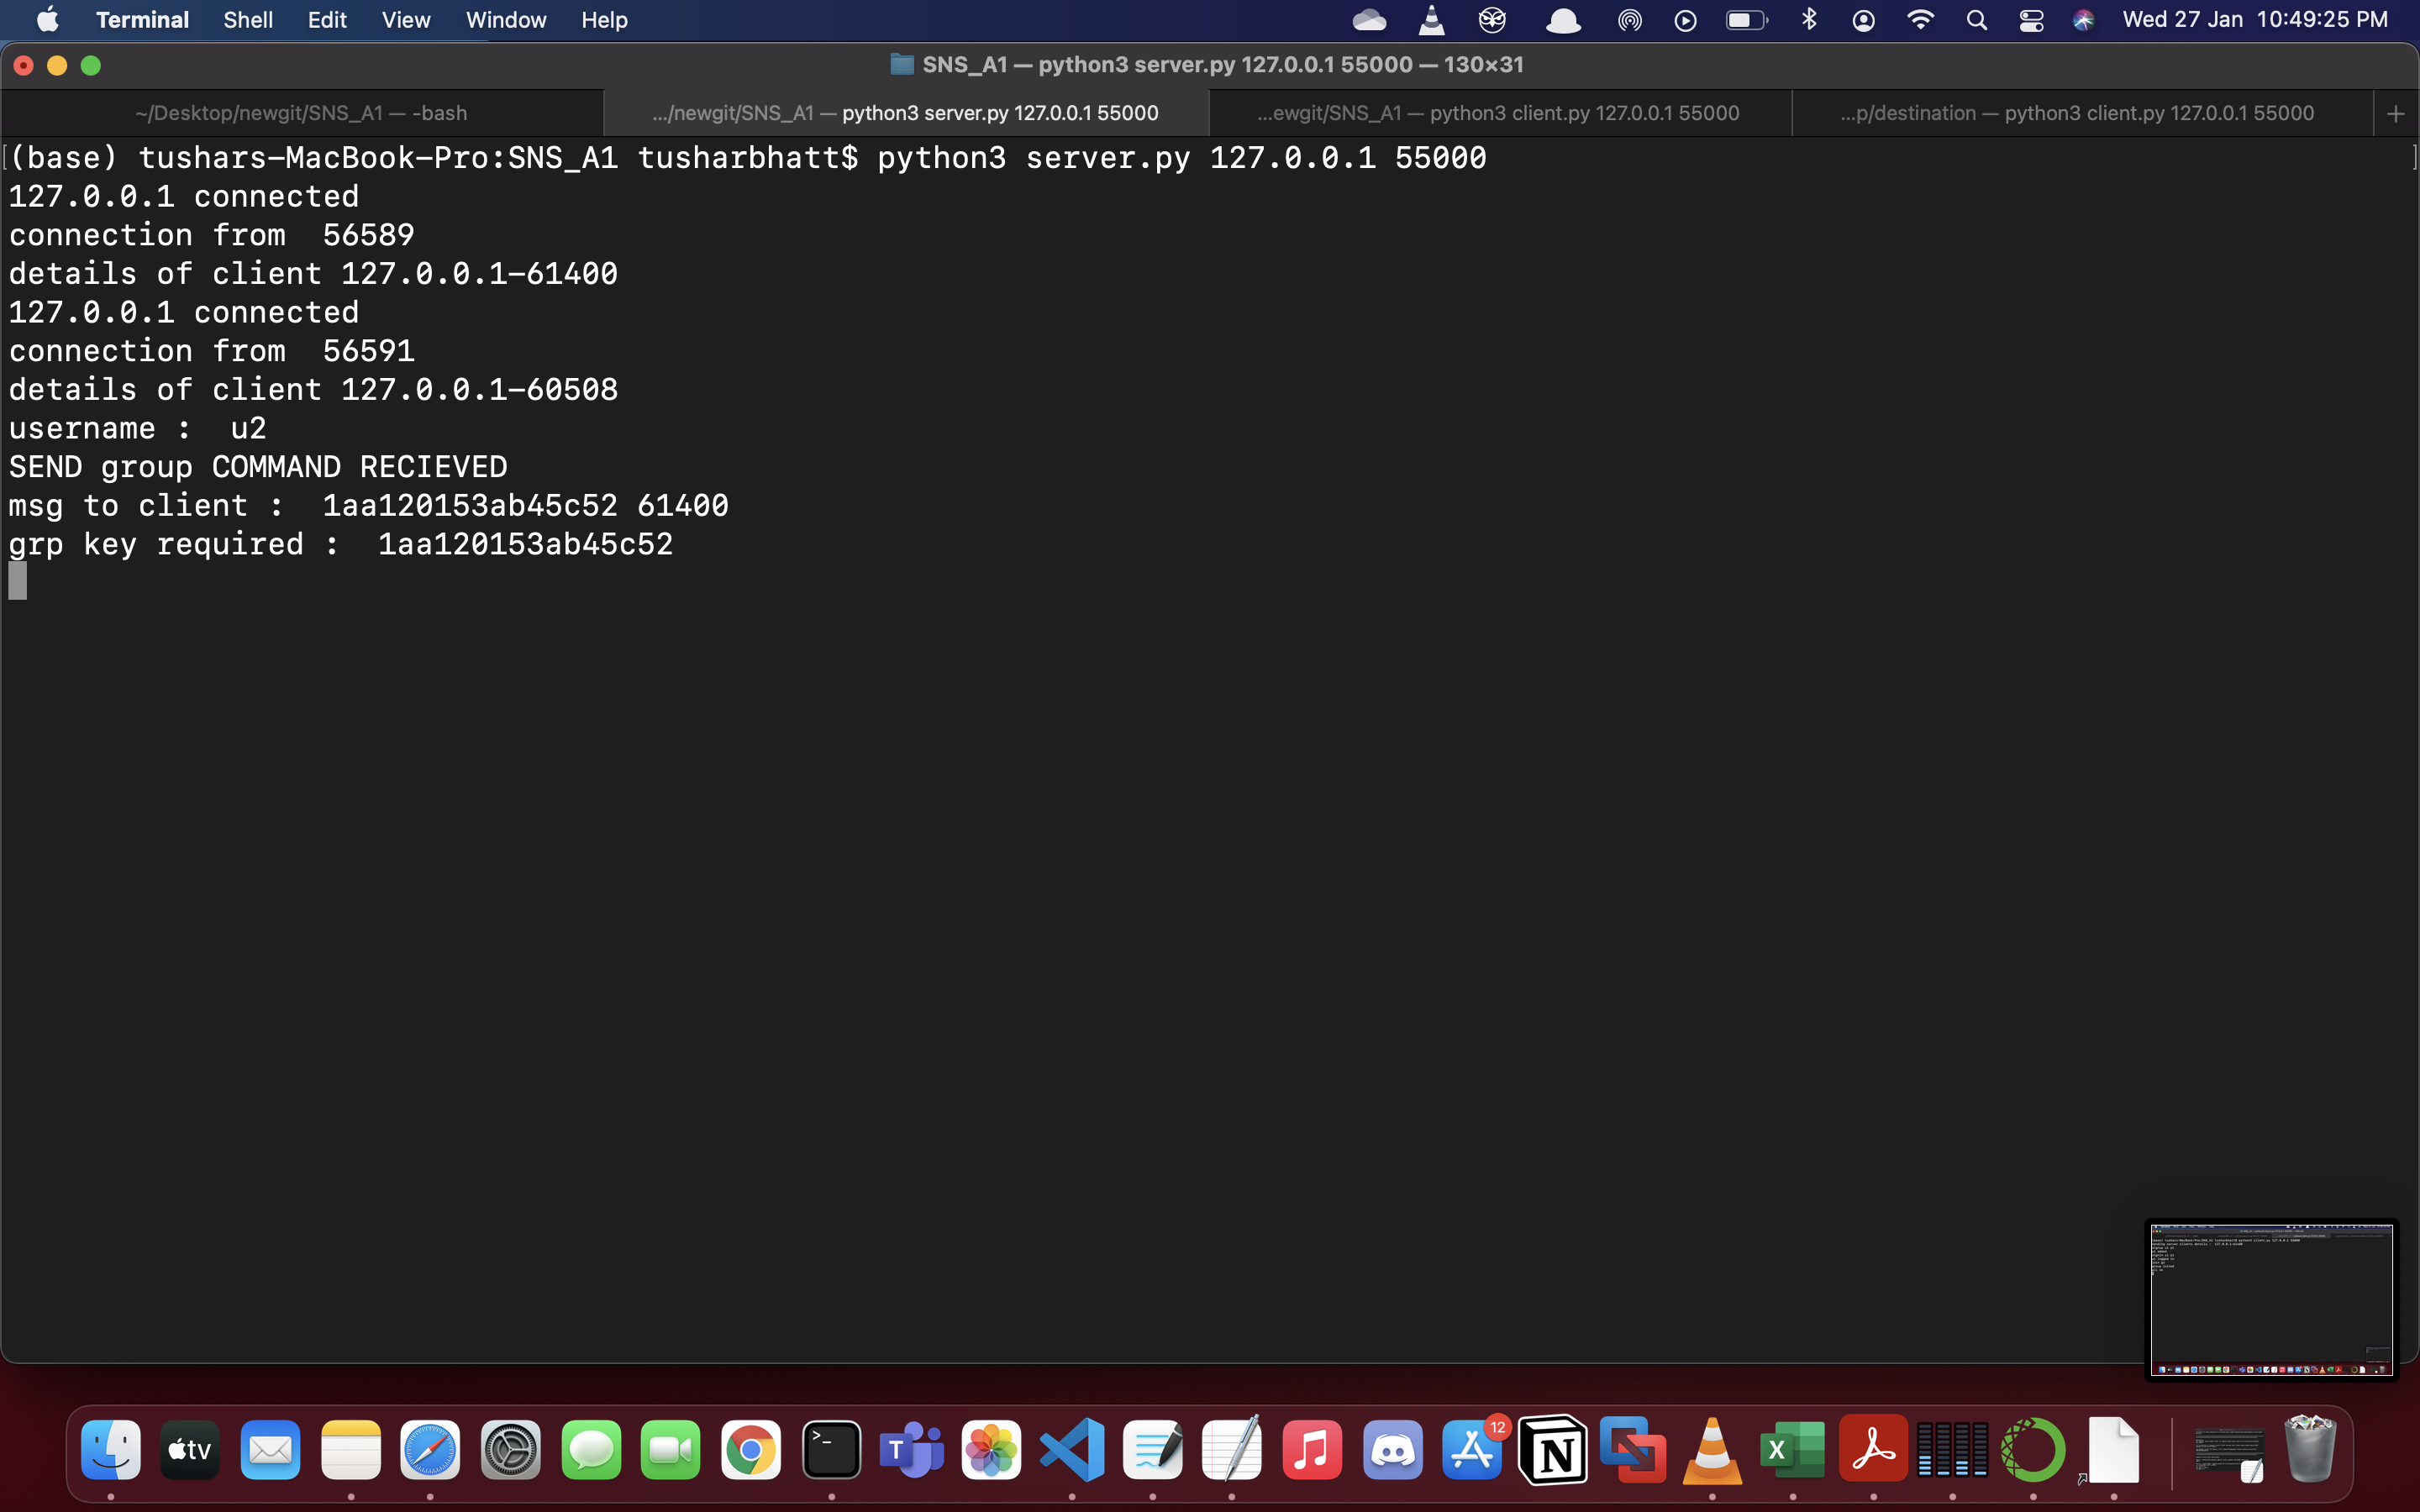 Terminal Shell Edit View Window Help Wed 27 Jan 10:49:25 PM
SNS_A1 — python3 server.py 127.0.0.1 55000 — 130×31
~/Desktop/newgit/SNS_A1 — -bash
.../newgit/SNS_A1 — python3 server.py 127.0.0.1 55000
...ewgit/SNS_A1 — python3 client.py 127.0.0.1 55000
...p/destination — python3 client.py 127.0.0.1 55000
[(base) tushars-MacBook-Pro:SNS_A1 tusharbhatt$ python3 server.py 127.0.0.1 55000 ]
127.0.0.1 connected
connection from  56589
details of client 127.0.0.1-61400
127.0.0.1 connected
connection from  56591
details of client 127.0.0.1-60508
username :  u2
SEND group COMMAND RECIEVED
msg to client :  1aa120153ab45c52 61400
grp key required :  1aa120153ab45c52
tv
T
12
N
X